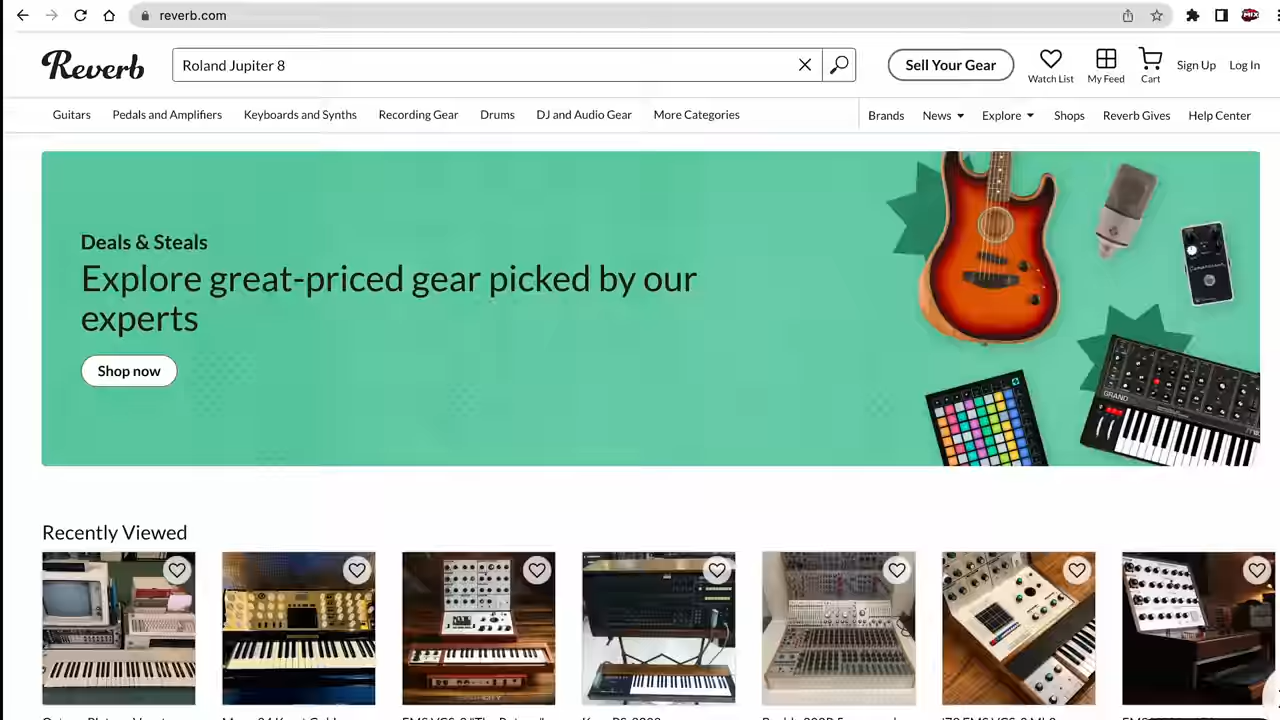 reverb.com
Reverb
Roland Jupiter 8
Sell Your Gear
Watch List
My Feed
Cart
Sign Up
Log In
Guitars
Pedals and Amplifiers
Keyboards and Synths
Recording Gear
Drums
DJ and Audio Gear
More Categories
Brands
News
Explore
Shops
Reverb Gives
Help Center
Deals & Steals
Explore great-priced gear picked by our
experts
Shop now
GRAND
Recently Viewed